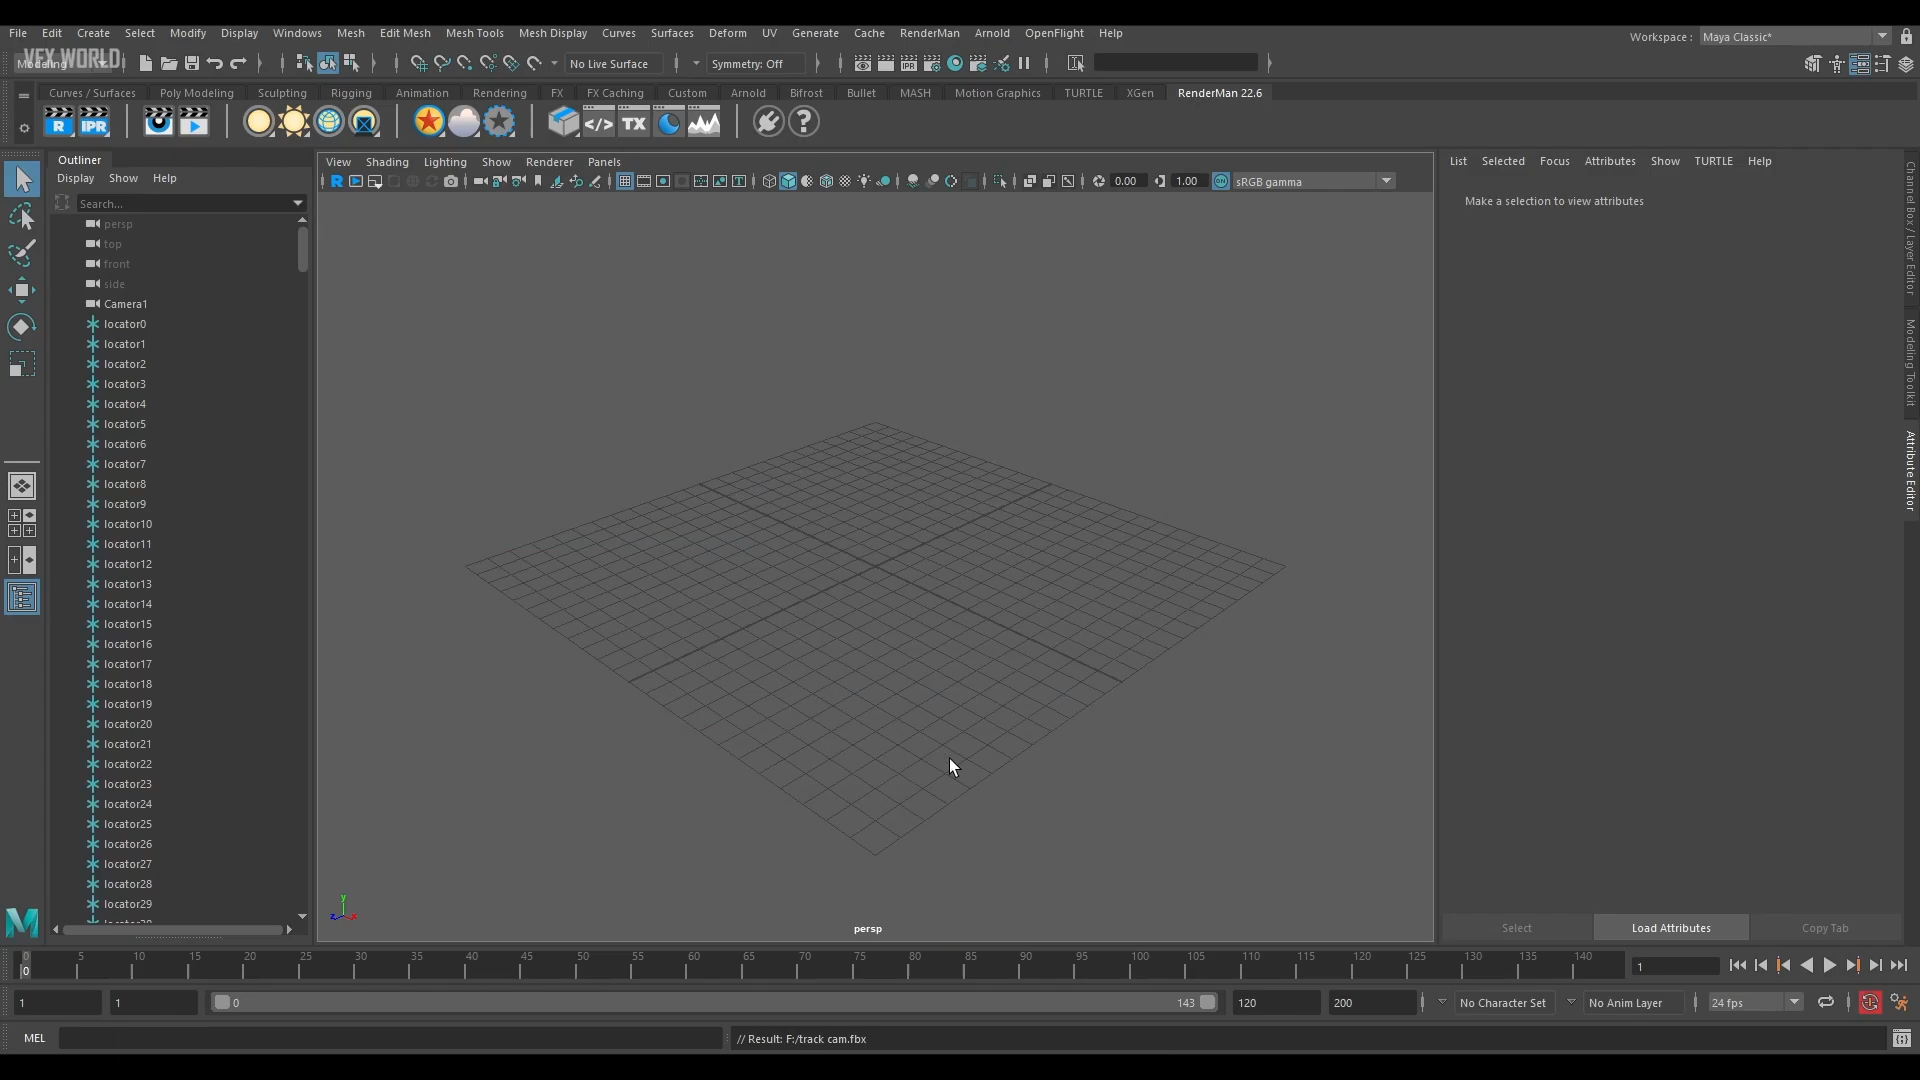 File Edit Create Select Modify Display Windows Mesh Edit Mesh Mesh Tools Mesh Display Curves Surfaces Deform UV Generate Cache RenderMan Arnold OpenFlight Help
Workspace : Maya Classic*
VFX WORLD
Modeling
No Live Surface
Symmetry: Off
Curves / Surfaces Poly Modeling Sculpting Rigging Animation Rendering FX FX Caching Custom Arnold Bifrost Bullet MASH Motion Graphics TURTLE XGen RenderMan 22.6
R IPR </> TX ?
Outliner
Display Show Help
Search...
persp
top
front
side
Camera1
locator0
locator1
locator2
locator3
locator4
locator5
locator6
locator7
locator8
locator9
locator10
locator11
locator12
locator13
locator14
locator15
locator16
locator17
locator18
locator19
locator20
locator21
locator22
locator23
locator24
locator25
locator26
locator27
locator28
locator29
View Shading Lighting Show Renderer Panels
0.00 1.00 ON sRGB gamma
y
z x
persp
List Selected Focus Attributes Show TURTLE Help
Make a selection to view attributes
Select Load Attributes Copy Tab
Channel Box / Layer Editor
Modeling Toolkit
Attribute Editor
0 5 10 15 20 25 30 35 40 45 50 55 60 65 70 75 80 85 90 95 100 105 110 115 120 125 130 135 140
0
1
1 1 0 143 120 200 No Character Set No Anim Layer 24 fps
MEL // Result: F:/track cam.fbx